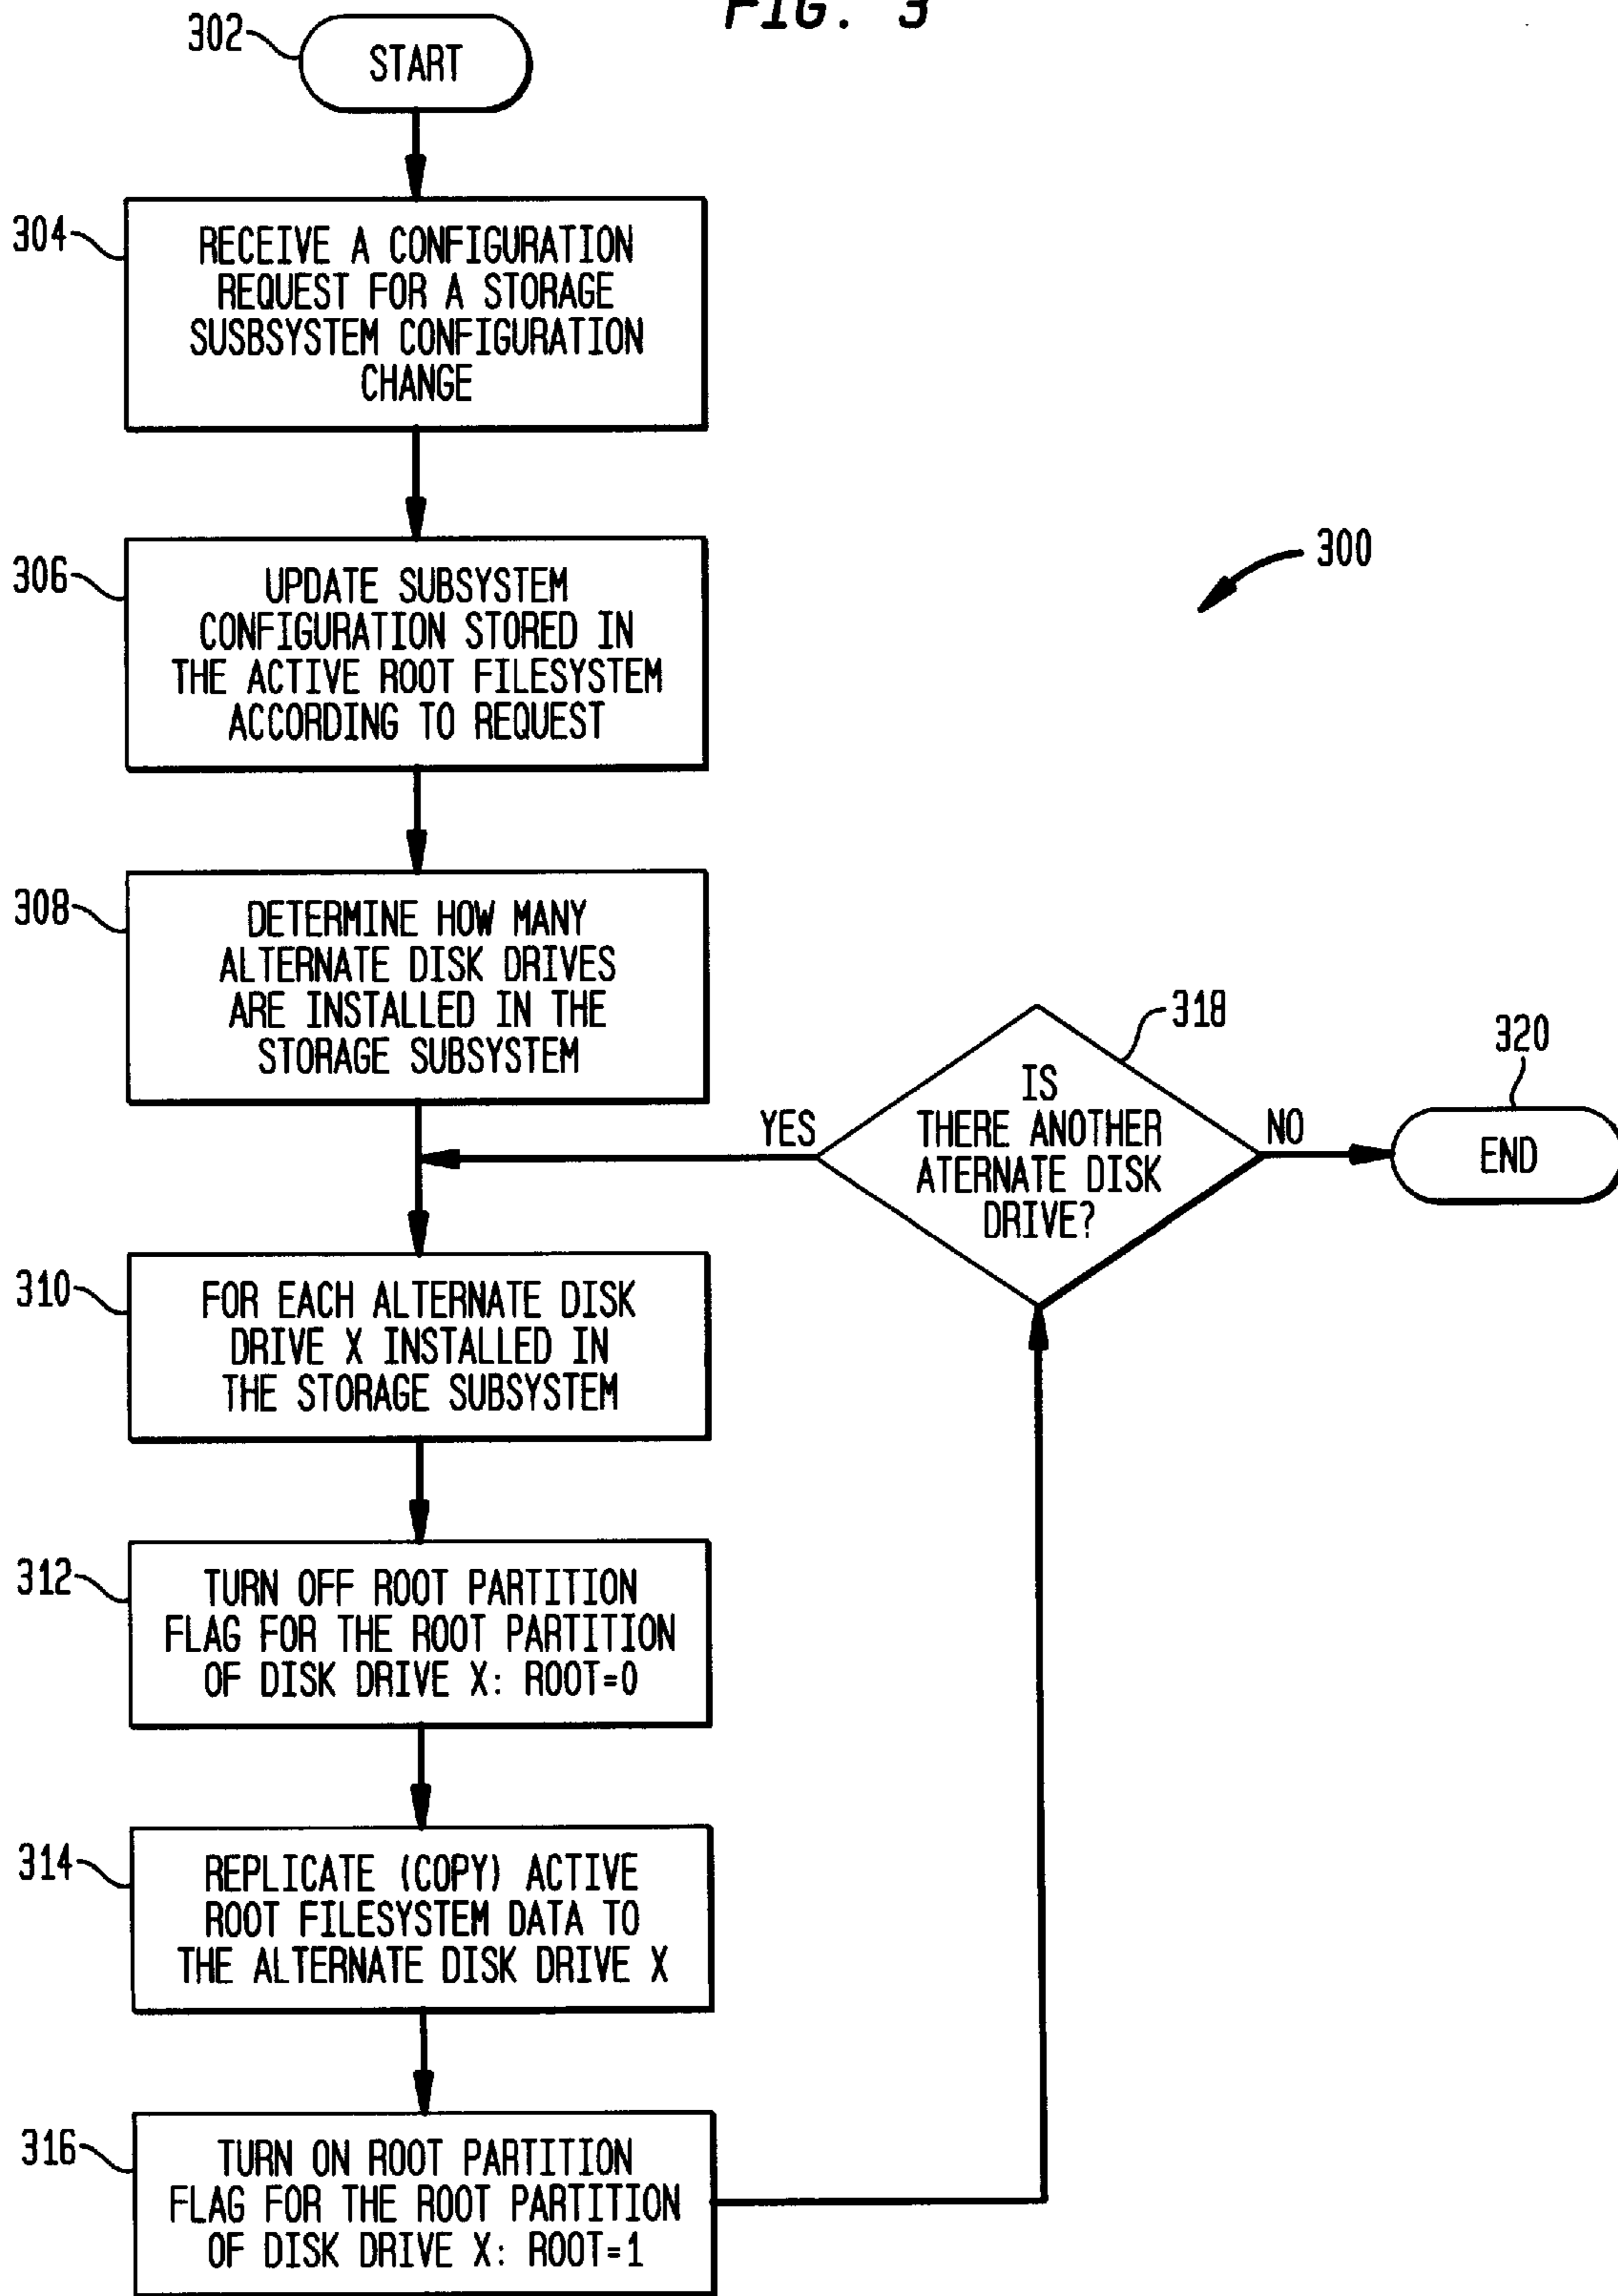 FIG. 3
302
START
304
RECEIVE A CONFIGURATION
REQUEST FOR A STORAGE
SUSBSYSTEM CONFIGURATION
CHANGE
306
UPDATE SUBSYSTEM
CONFIGURATION STORED IN
THE ACTIVE ROOT FILESYSTEM
ACCORDING TO REQUEST
300
308
DETERMINE HOW MANY
ALTERNATE DISK DRIVES
ARE INSTALLED IN THE
STORAGE SUBSYSTEM
318
IS
THERE ANOTHER
ATERNATE DISK
DRIVE?
YES
NO
320
END
310
FOR EACH ALTERNATE DISK
DRIVE X INSTALLED IN
THE STORAGE SUBSYSTEM
312
TURN OFF ROOT PARTITION
FLAG FOR THE ROOT PARTITION
OF DISK DRIVE X: ROOT=0
314
REPLICATE (COPY) ACTIVE
ROOT FILESYSTEM DATA TO
THE ALTERNATE DISK DRIVE X
316
TURN ON ROOT PARTITION
FLAG FOR THE ROOT PARTITION
OF DISK DRIVE X: ROOT=1